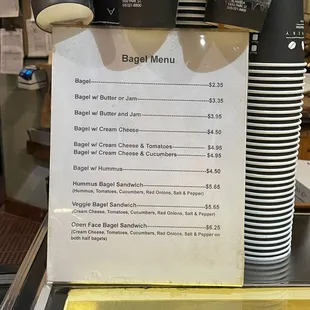 Bagel Menu
Bagel $2.35
Bagel w/ Butter or Jam $3.35
Bagel w/ Butter and Jam $3.95
Bagel w/ Cream Cheese $4.50
Bagel w/ Cream Cheese & Tomatoes $4.95
Bagel w/ Cream Cheese & Cucumbers $4.95
Bagel w/ Hummus $4.50
Hummus Bagel Sandwich $5.65
(Hummus, Tomatoes, Cucumbers, Red Onions, Salt & Pepper)
Veggie Bagel Sandwich $5.65
(Cream Cheese, Tomatoes, Cucumbers, Red Onions, Salt & Pepper)
Open Face Bagel Sandwich $6.25
(Cream Cheese, Tomatoes, Cucumbers, Red Onions, Salt & Pepper on
both half bagels)